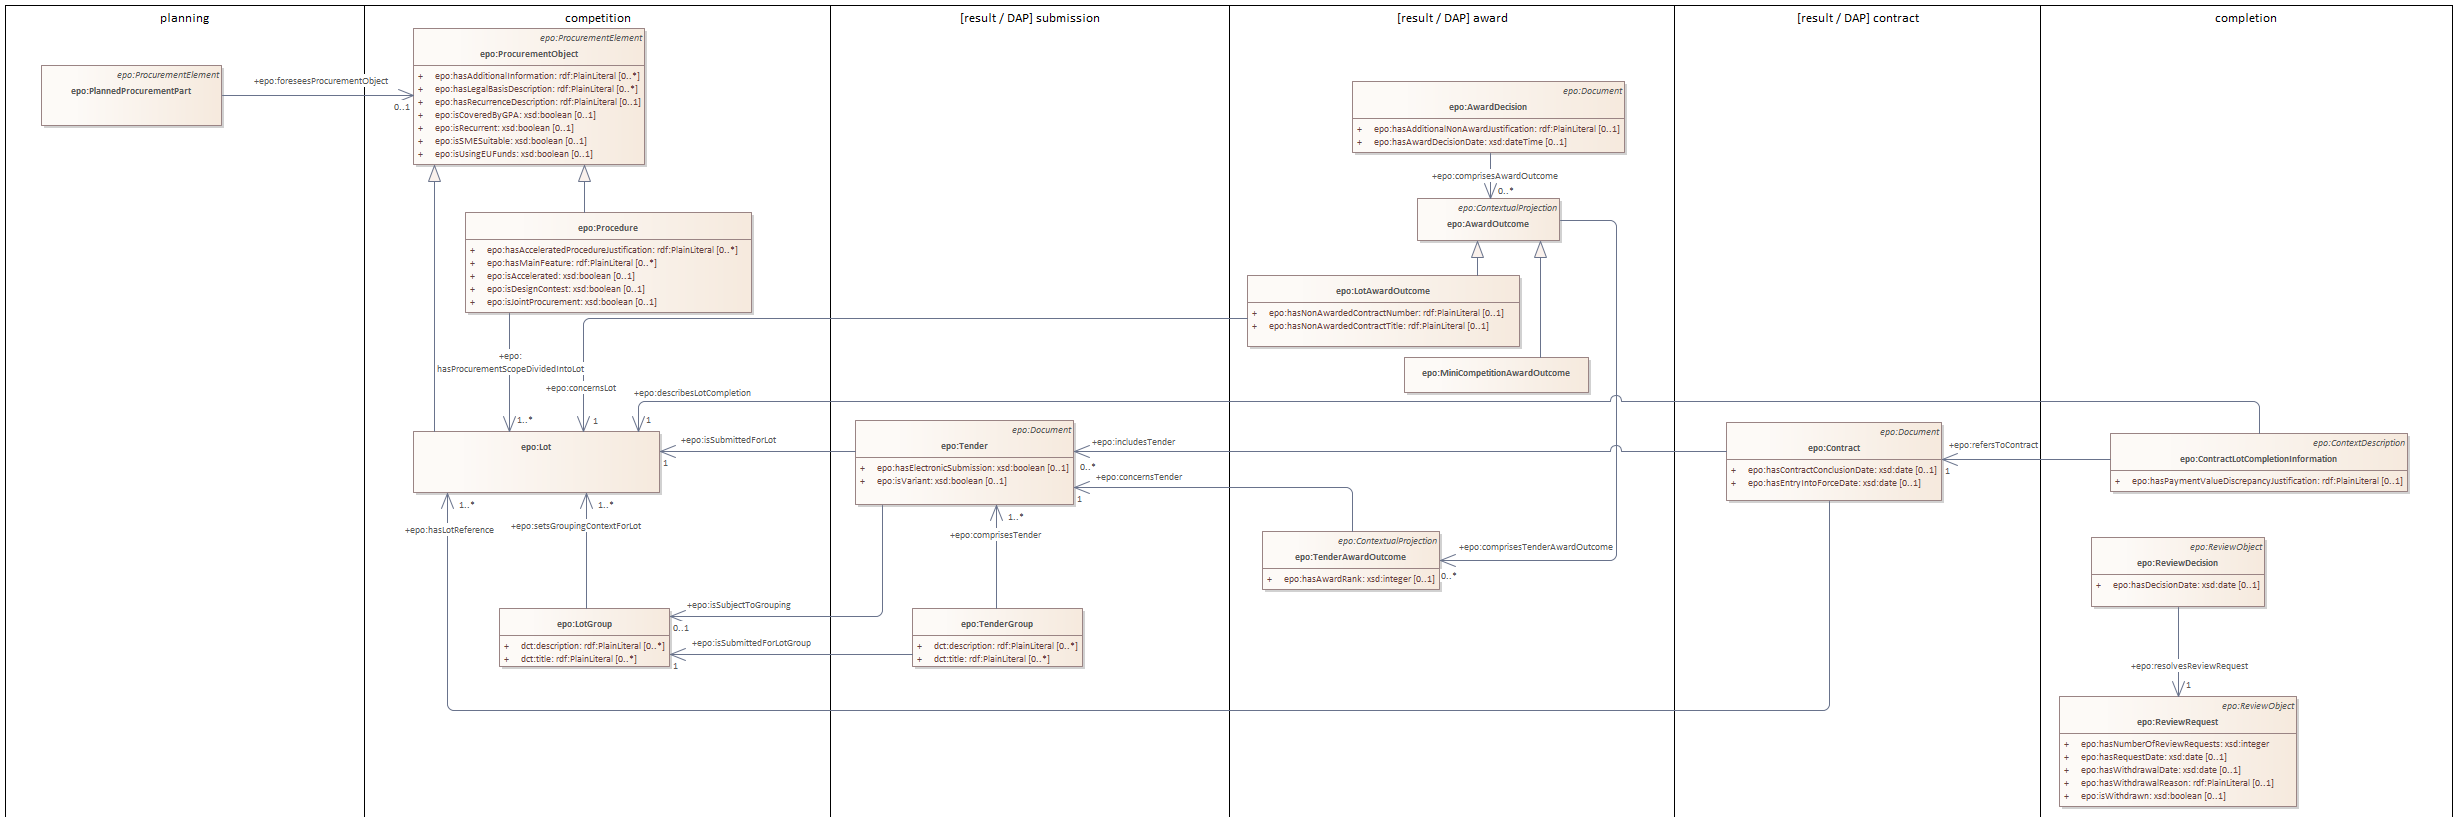 planning
competition
[result / DAP] submission
[result / DAP] award
[result / DAP] contract
completion
epo:ProcurementElement
epo:PlannedProcurementPart
+epo:foreseesProcurementObject
0..1
epo:ProcurementElement
epo:ProcurementObject
+ epo:hasAdditionalInformation: rdf:PlainLiteral [0..*]
+ epo:hasLegalBasisDescription: rdf:PlainLiteral [0..*]
+ epo:hasRecurrenceDescription: rdf:PlainLiteral [0..1]
+ epo:isCoveredByGPA: xsd:boolean [0..1]
+ epo:isRecurrent: xsd:boolean [0..1]
+ epo:isSMESuitable: xsd:boolean [0..1]
+ epo:isUsingEUFunds: xsd:boolean [0..1]
epo:Procedure
+ epo:hasAcceleratedProcedureJustification: rdf:PlainLiteral [0..*]
+ epo:hasMainFeature: rdf:PlainLiteral [0..*]
+ epo:isAccelerated: xsd:boolean [0..1]
+ epo:isDesignContest: xsd:boolean [0..1]
+ epo:isJointProcurement: xsd:boolean [0..1]
+epo:
hasProcurementScopeDividedIntoLot
1..*
+epo:concernsLot
1
+epo:describesLotCompletion
1
epo:Lot
+epo:isSubmittedForLot
1
1..*
+epo:hasLotReference
1..*
+epo:setsGroupingContextForLot
epo:LotGroup
+ dct:description: rdf:PlainLiteral [0..*]
+ dct:title: rdf:PlainLiteral [0..*]
+epo:isSubjectToGrouping
0..1
+epo:isSubmittedForLotGroup
1
epo:Document
epo:Tender
+ epo:hasElectronicSubmission: xsd:boolean [0..1]
+ epo:isVariant: xsd:boolean [0..1]
+epo:includesTender
0..*
+epo:concernsTender
1
1..*
+epo:comprisesTender
epo:TenderGroup
+ dct:description: rdf:PlainLiteral [0..*]
+ dct:title: rdf:PlainLiteral [0..*]
epo:Document
epo:AwardDecision
+ epo:hasAdditionalNonAwardJustification: rdf:PlainLiteral [0..1]
+ epo:hasAwardDecisionDate: xsd:dateTime [0..1]
+epo:comprisesAwardOutcome
0..*
epo:ContextualProjection
epo:AwardOutcome
epo:LotAwardOutcome
+ epo:hasNonAwardedContractNumber: rdf:PlainLiteral [0..1]
+ epo:hasNonAwardedContractTitle: rdf:PlainLiteral [0..1]
epo:MiniCompetitionAwardOutcome
epo:ContextualProjection
epo:TenderAwardOutcome
+ epo:hasAwardRank: xsd:integer [0..1]
+epo:comprisesTenderAwardOutcome
0..*
epo:Document
epo:Contract
+ epo:hasContractConclusionDate: xsd:date [0..1]
+ epo:hasEntryIntoForceDate: xsd:date [0..1]
+epo:refersToContract
1
epo:ContextDescription
epo:ContractLotCompletionInformation
+ epo:hasPaymentValueDiscrepancyJustification: rdf:PlainLiteral [0..1]
epo:ReviewObject
epo:ReviewDecision
+ epo:hasDecisionDate: xsd:date [0..1]
+epo:resolvesReviewRequest
1
epo:ReviewObject
epo:ReviewRequest
+ epo:hasNumberOfReviewRequests: xsd:integer
+ epo:hasRequestDate: xsd:date [0..1]
+ epo:hasWithdrawalDate: xsd:date [0..1]
+ epo:hasWithdrawalReason: rdf:PlainLiteral [0..1]
+ epo:isWithdrawn: xsd:boolean [0..1]